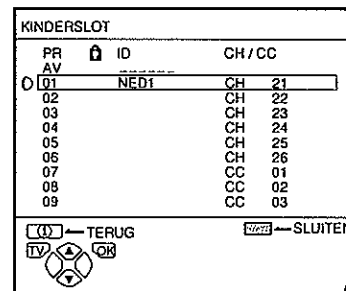 KINDERSLOT
PR ID CH / CC
AV ------
01 NED1 CH 21
02 CH 22
03 CH 23
04 CH 24
05 CH 25
06 CH 26
07 CC 01
08 CC 02
09 CC 03
TERUG SLUITEN
TV OK